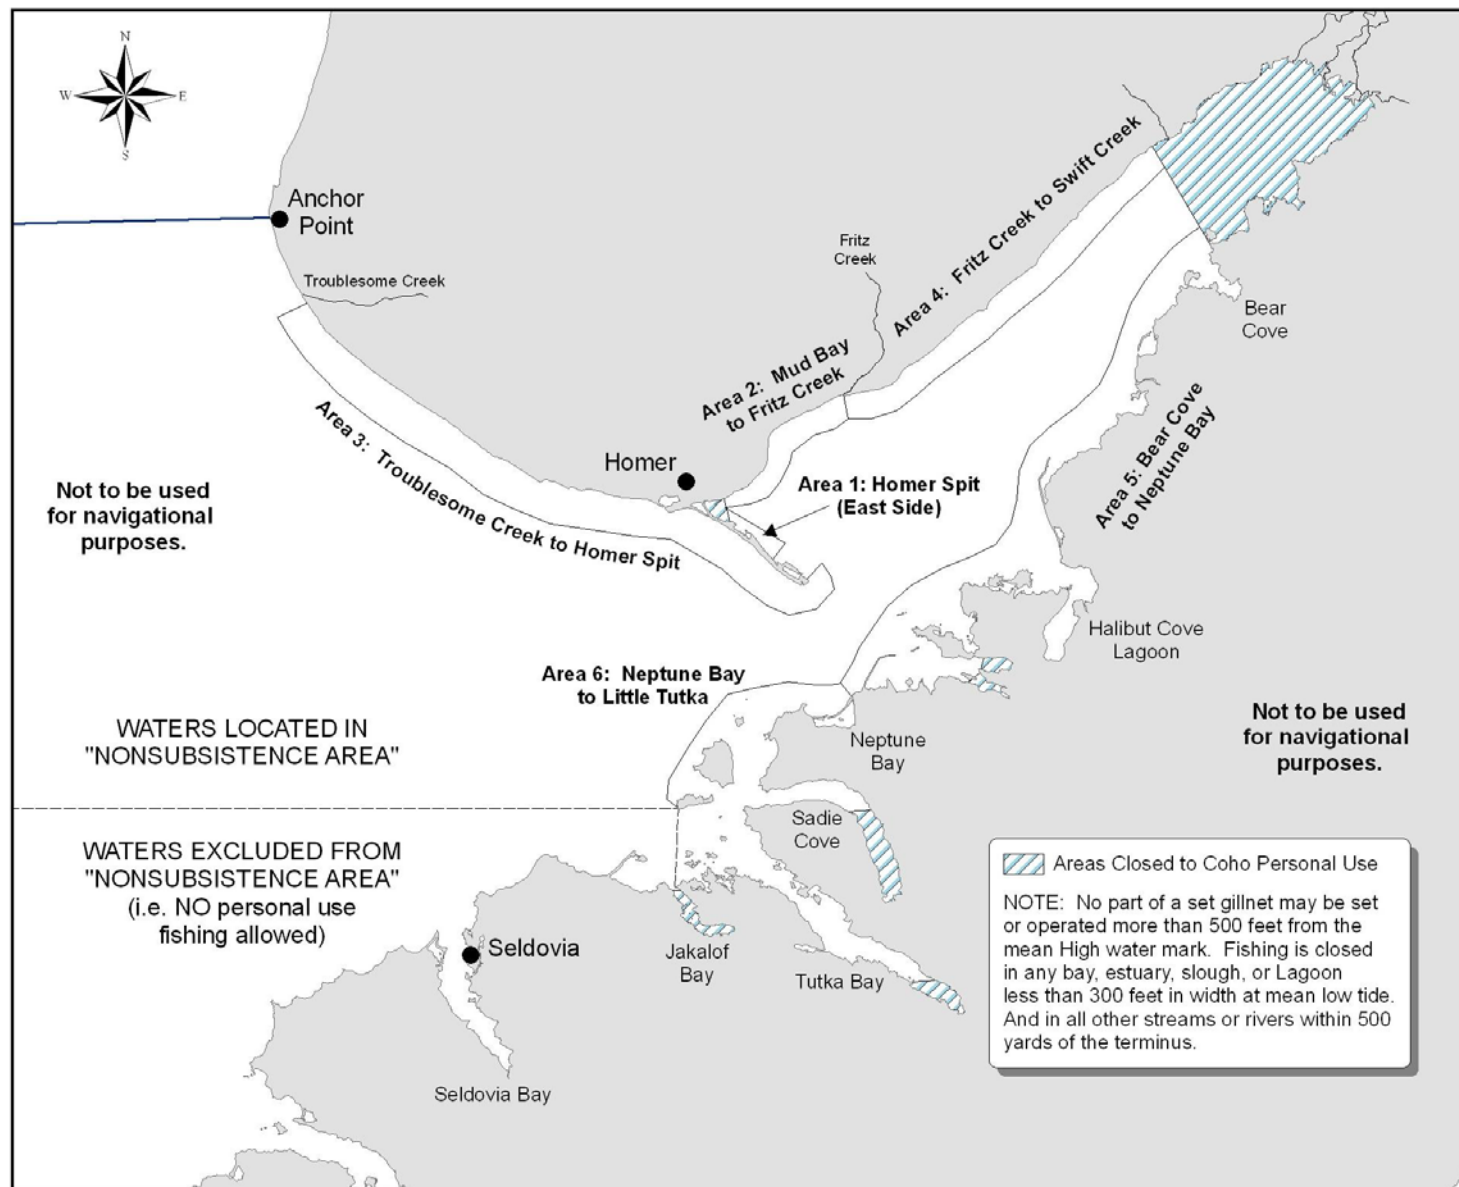 N
W
E
S
Anchor
Point
Troublesome Creek
Fritz
Creek
Area 4: Fritz Creek to Swift Creek
Bear
Cove
Area 2: Mud Bay
to Fritz Creek
Area 3: Troublesome Creek to Homer Spit
Homer
Area 1: Homer Spit
(East Side)
Area 5: Bear Cove
to Neptune Bay
Not to be used
for navigational
purposes.
Halibut Cove
Lagoon
Area 6: Neptune Bay
to Little Tutka
WATERS LOCATED IN
"NONSUBSISTENCE AREA"
Neptune
Bay
Not to be used
for navigational
purposes.
Sadie
Cove
WATERS EXCLUDED FROM
"NONSUBSISTENCE AREA"
(i.e. NO personal use
fishing allowed)
Seldovia
Jakalof
Bay
Tutka Bay
Seldovia Bay
Areas Closed to Coho Personal Use
NOTE: No part of a set gillnet may be set
or operated more than 500 feet from the
mean High water mark. Fishing is closed
in any bay, estuary, slough, or Lagoon
less than 300 feet in width at mean low tide.
And in all other streams or rivers within 500
yards of the terminus.